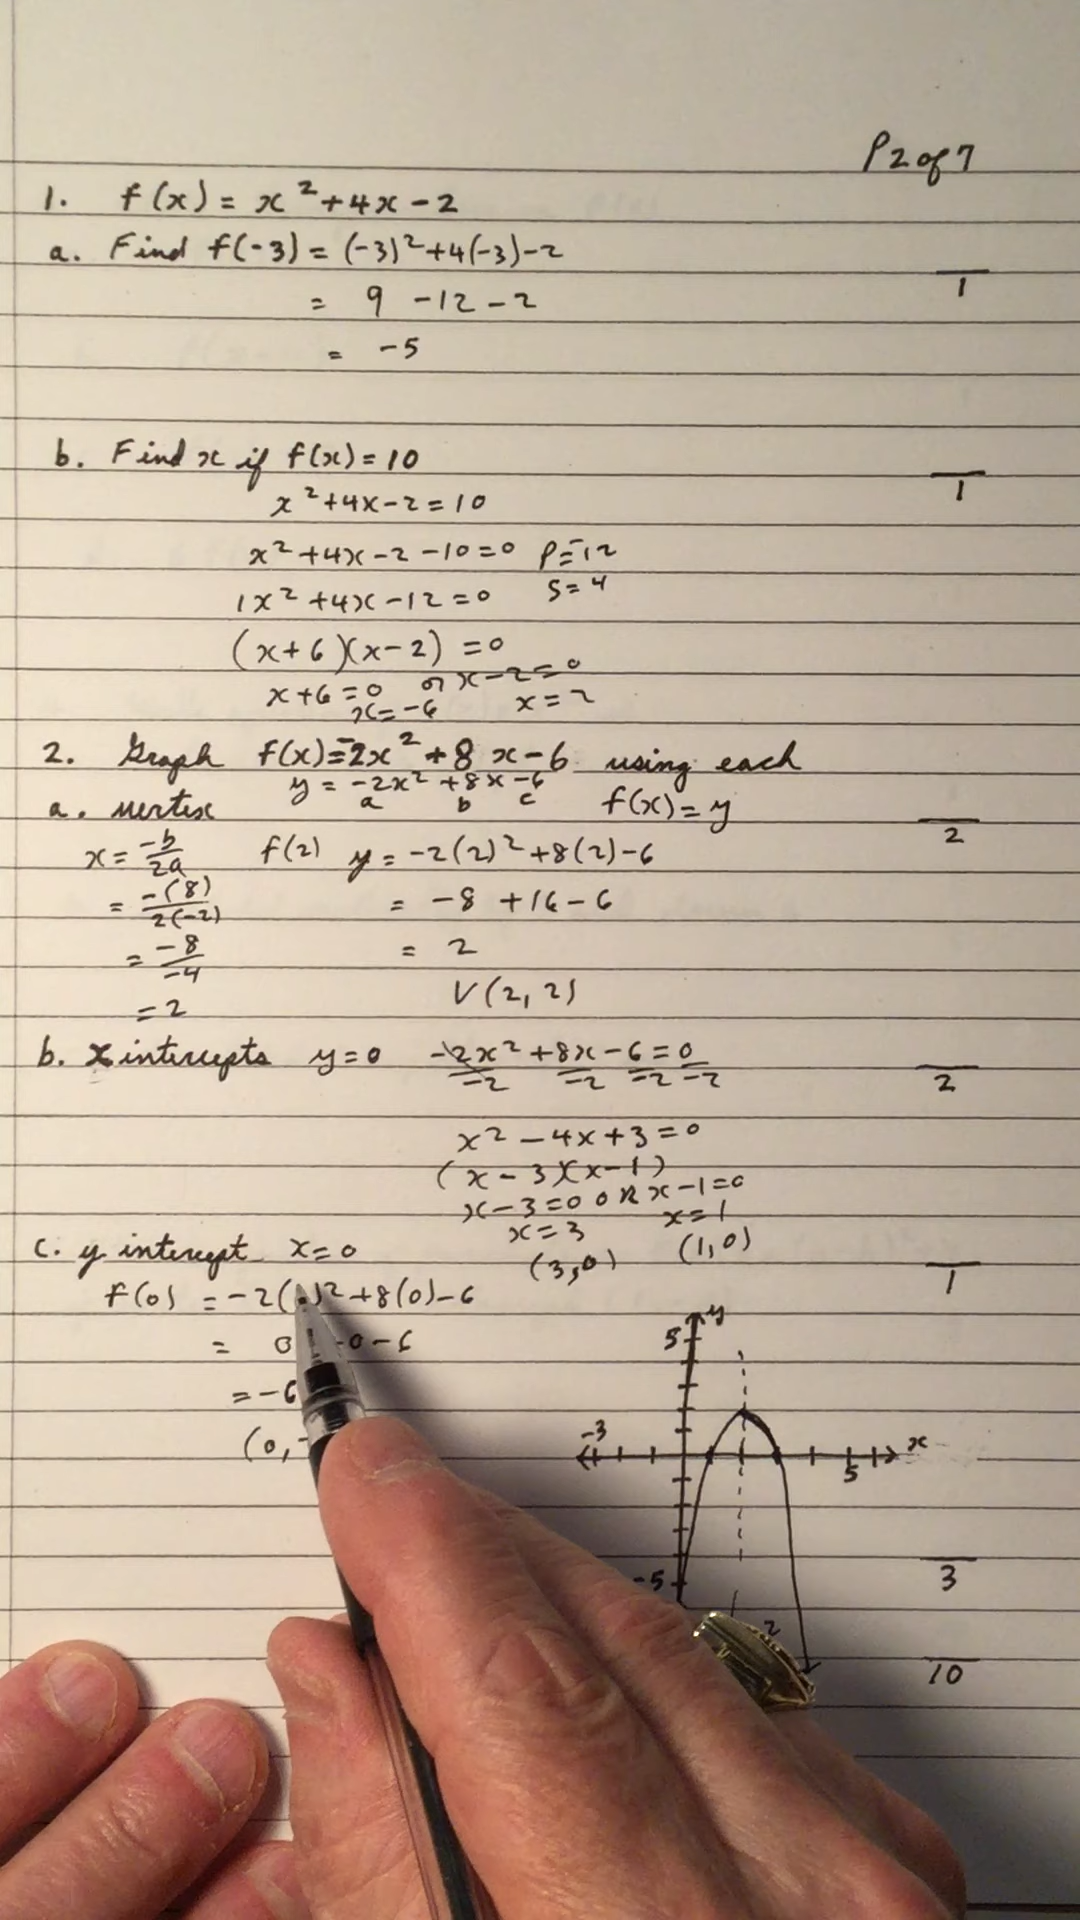 P2 of 7
1. f(x) = x²+4x-2
a. Find f(-3) = (-3)²+4(-3)-2
1
= 9 -12 -2
= -5
b. Find x if f(x)=10
1
x²+4x-2=10
x²+4x-2-10=0 P=-12
1x²+4x-12=0 S=4
(x+6)(x-2) =0
x+6=0 or x-2=0
x=-6 x=2
2. Graph f(x)=-2x²+8x-6 using each
y = -2x²+8x-6
a. vertex a b c f(x)=y
2
x = -b/2a f(2) y = -2(2)²+8(2)-6
= -(8)/2(-2) = -8 +16-6
= -8/-4 = 2
=2 V(2,2)
b. x intercepts y=0 -2x²+8x-6=0
-2 -2 -2 -2
2
x²-4x+3=0
(x-3)(x-1)
x-3=0 OR x-1=0
x=3 x=1
(3,0) (1,0)
c. y intercept x=0
1
f(0) = -2( )²+8(0)-6
= 0 -0-6
= -6
(0,
y
5
-3
x
5
-5
2
3
10